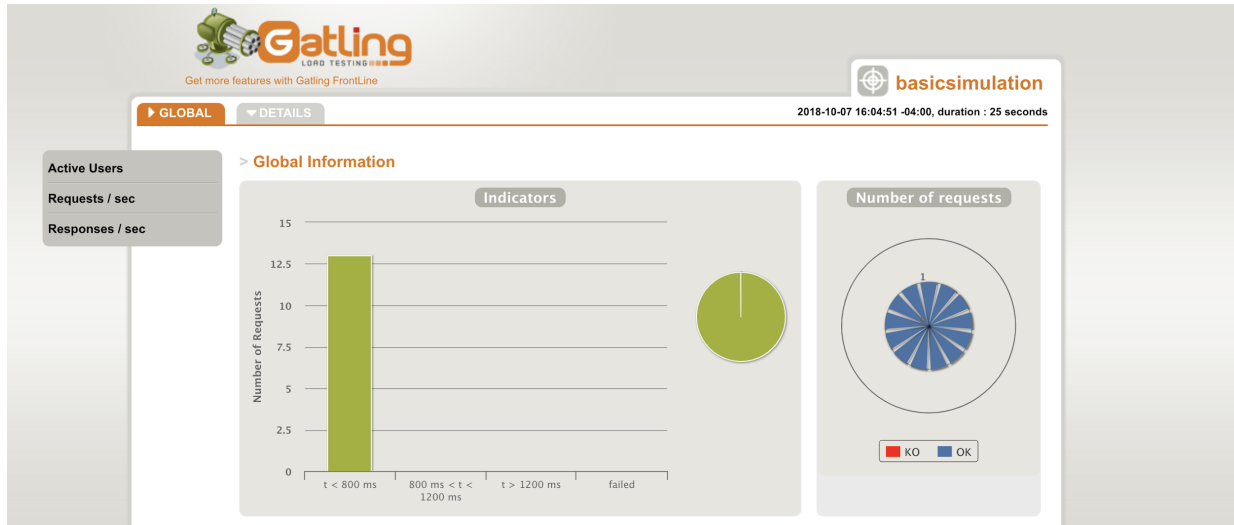 Gatling
LOAD TESTING
Get more features with Gatling FrontLine
basicsimulation
GLOBAL
DETAILS
2018-10-07 16:04:51 -04:00, duration : 25 seconds
Active Users
Requests / sec
Responses / sec
> Global Information
Indicators
Number of Requests
15
12.5
10
7.5
5
2.5
0
t < 800 ms
800 ms < t <
1200 ms
t > 1200 ms
failed
Number of requests
1
KO
OK